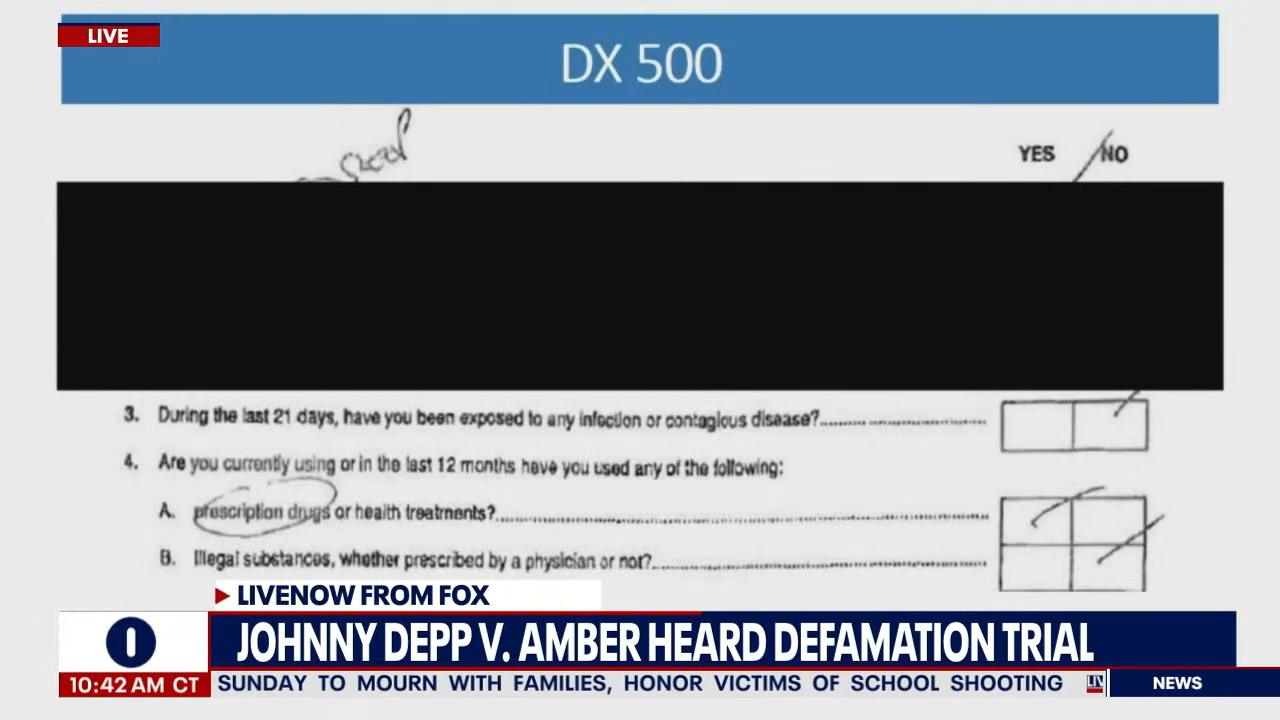 LIVE
DX 500
YES NO
3. During the last 21 days, have you been exposed to any infection or contagious disease?
4. Are you currently using or in the last 12 months have you used any of the following:
A. prescription drugs or health treatments?
B. Illegal substances, whether prescribed by a physician or not?
LIVENOW FROM FOX
JOHNNY DEPP V. AMBER HEARD DEFAMATION TRIAL
10:42 AM CT SUNDAY TO MOURN WITH FAMILIES, HONOR VICTIMS OF SCHOOL SHOOTING NEWS